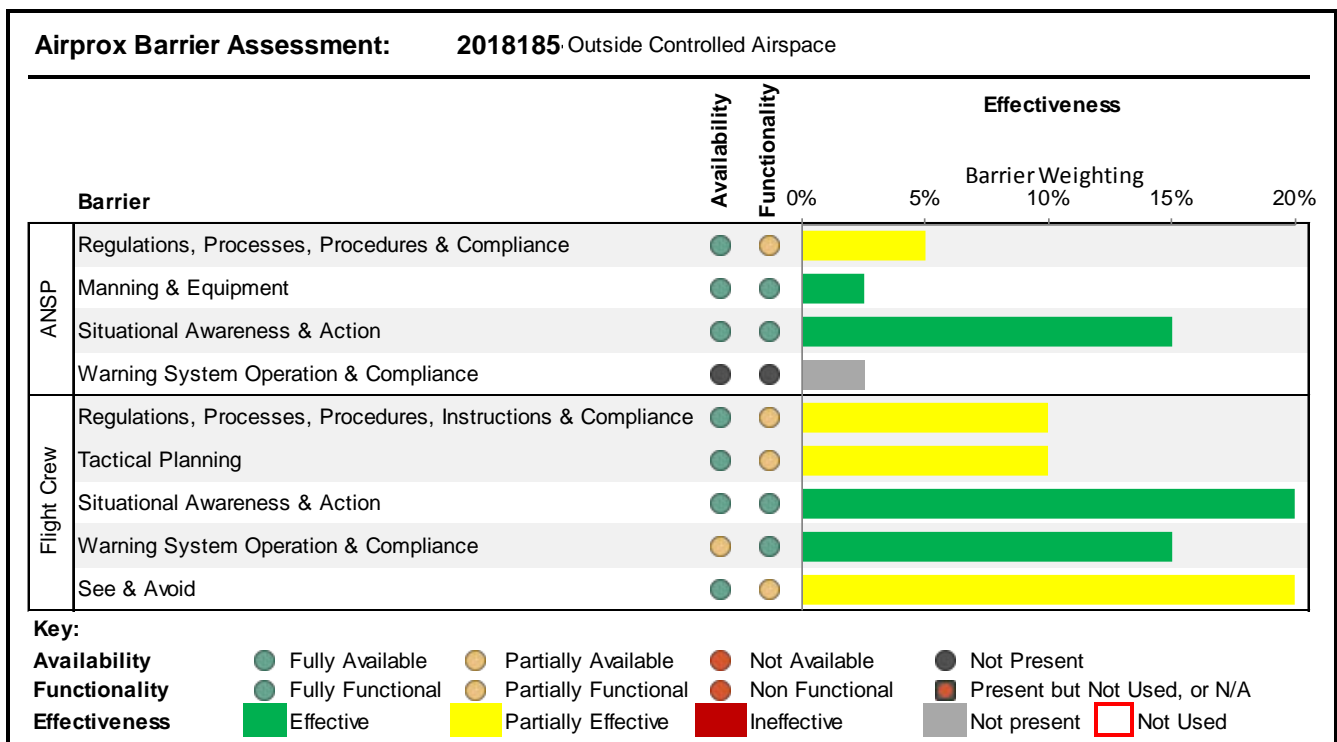 Airprox Barrier Assessment: 2018185 Outside Controlled Airspace
Availability
Functionality
Effectiveness
Barrier Weighting
Barrier
0% 5% 10% 15% 20%
ANSP
Regulations, Processes, Procedures & Compliance
Manning & Equipment
Situational Awareness & Action
Warning System Operation & Compliance
Flight Crew
Regulations, Processes, Procedures, Instructions & Compliance
Tactical Planning
Situational Awareness & Action
Warning System Operation & Compliance
See & Avoid
Key:
Availability Fully Available Partially Available Not Available Not Present
Functionality Fully Functional Partially Functional Non Functional Present but Not Used, or N/A
Effectiveness Effective Partially Effective Ineffective Not present Not Used